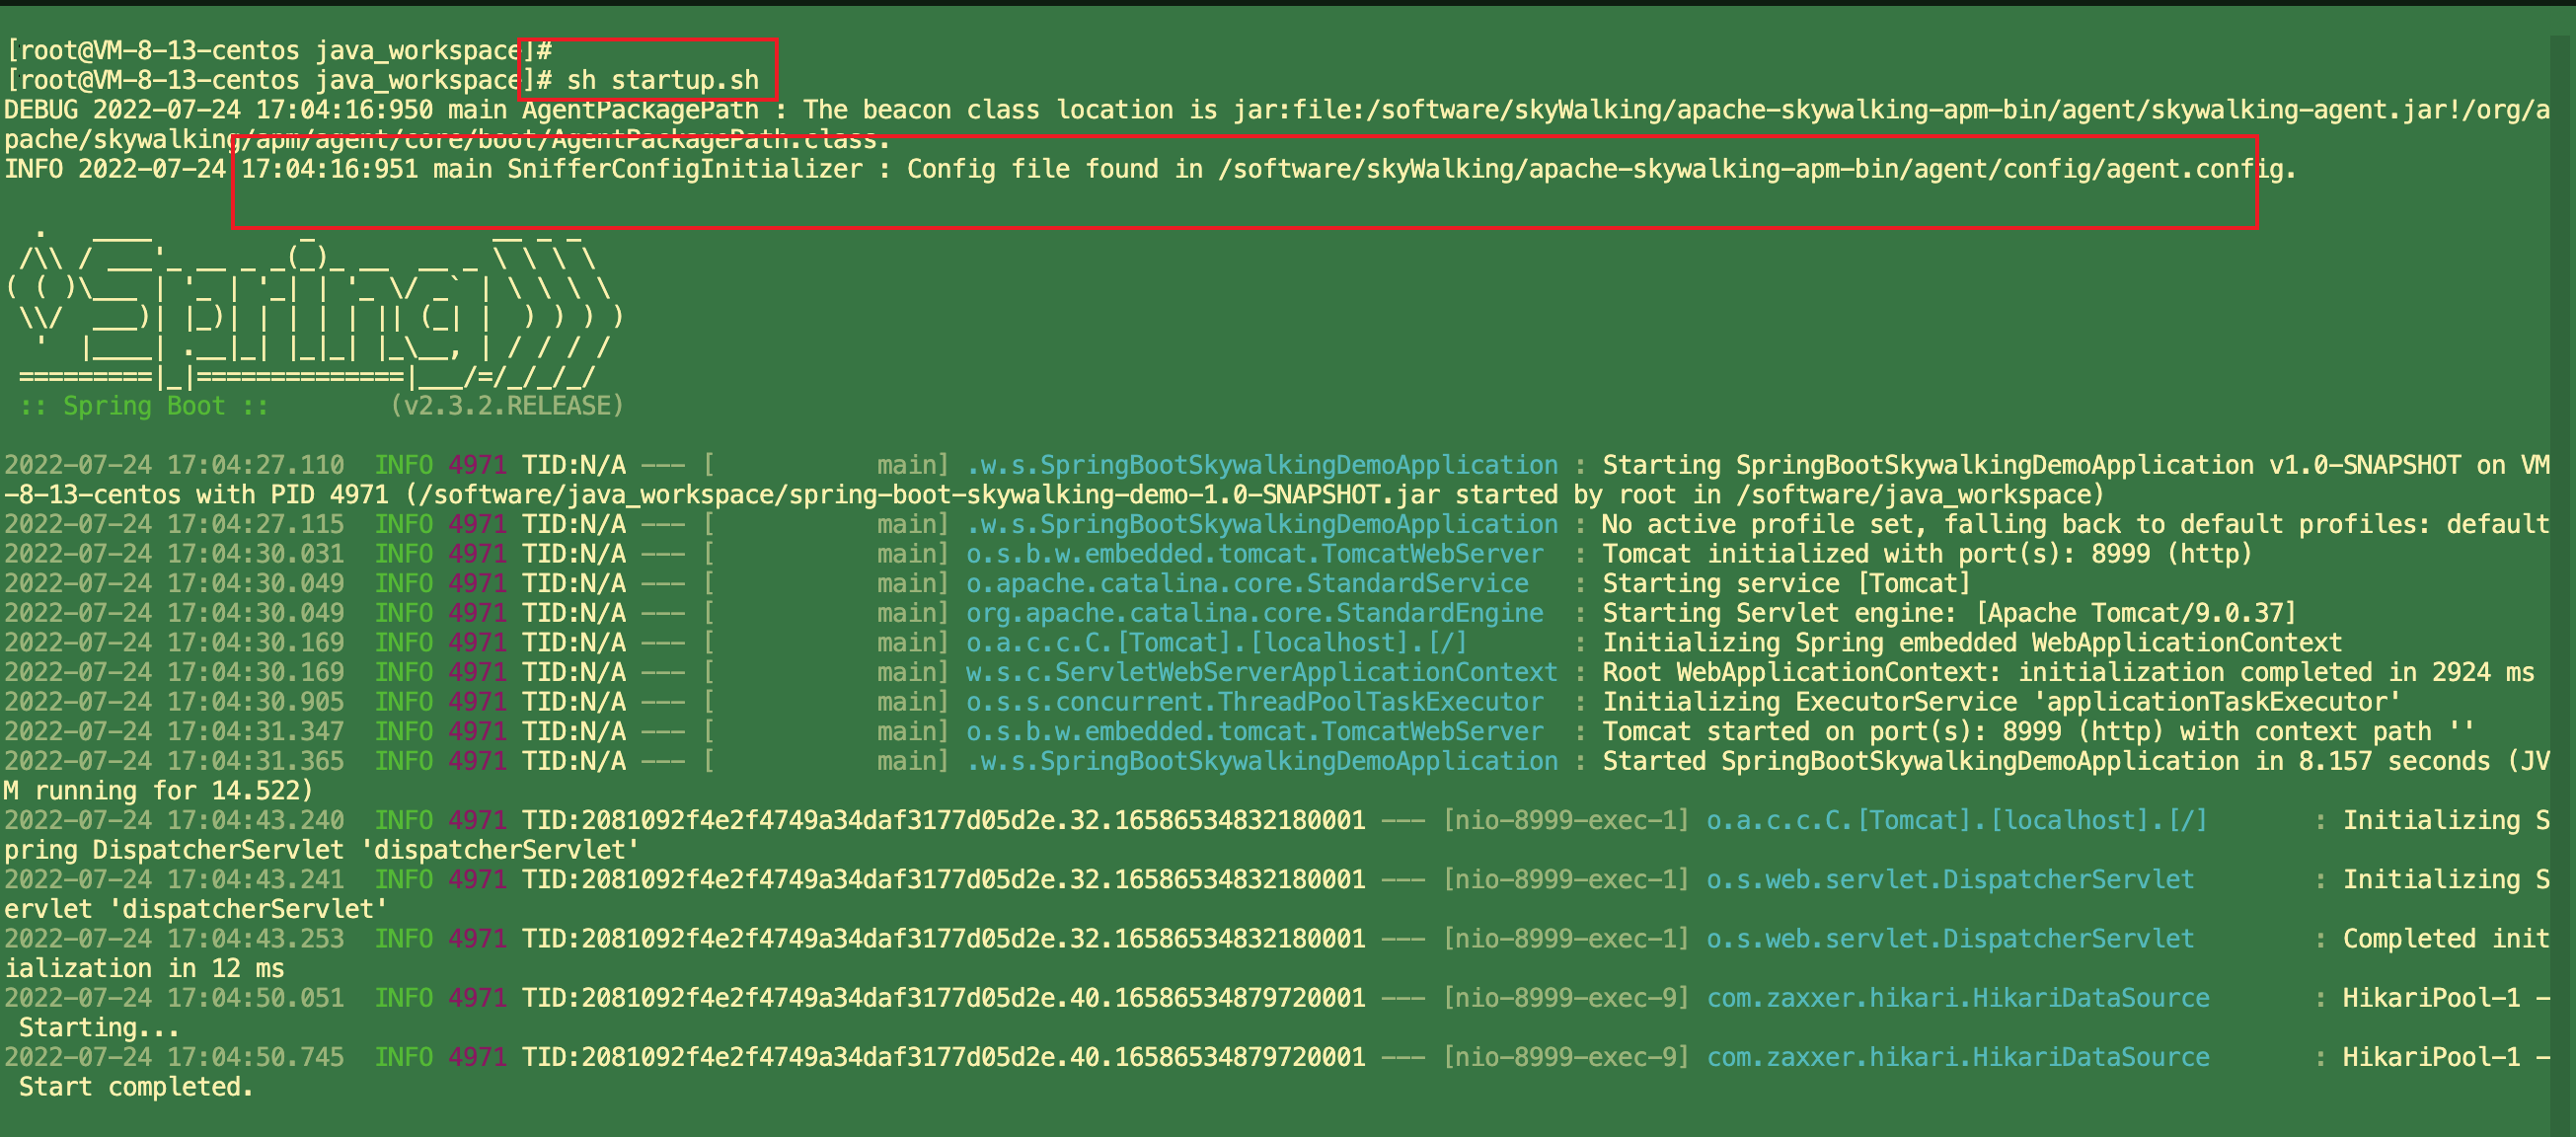 [root@VM-8-13-centos java_workspace]#
[root@VM-8-13-centos java_workspace]# sh startup.sh
DEBUG 2022-07-24 17:04:16:950 main AgentPackagePath : The beacon class location is jar:file:/software/skyWalking/apache-skywalking-apm-bin/agent/skywalking-agent.jar!/org/a
pache/skywalking/apm/agent/core/boot/AgentPackagePath.class.
INFO 2022-07-24 17:04:16:951 main SnifferConfigInitializer : Config file found in /software/skyWalking/apache-skywalking-apm-bin/agent/config/agent.config.
  .   ____          _            __ _ _
 /\\ / ___'_ __ _ _(_)_ __  __ _ \ \ \ \
( ( )\___ | '_ | '_| | '_ \/ _` | \ \ \ \
 \\/  ___)| |_)| | | | | || (_| |  ) ) ) )
  '  |____| .__|_| |_|_| |_\__, | / / / /
 =========|_|==============|___/=/_/_/_/
 :: Spring Boot ::        (v2.3.2.RELEASE)
2022-07-24 17:04:27.110  INFO 4971 TID:N/A --- [           main] .w.s.SpringBootSkywalkingDemoApplication : Starting SpringBootSkywalkingDemoApplication v1.0-SNAPSHOT on VM
-8-13-centos with PID 4971 (/software/java_workspace/spring-boot-skywalking-demo-1.0-SNAPSHOT.jar started by root in /software/java_workspace)
2022-07-24 17:04:27.115  INFO 4971 TID:N/A --- [           main] .w.s.SpringBootSkywalkingDemoApplication : No active profile set, falling back to default profiles: default
2022-07-24 17:04:30.031  INFO 4971 TID:N/A --- [           main] o.s.b.w.embedded.tomcat.TomcatWebServer  : Tomcat initialized with port(s): 8999 (http)
2022-07-24 17:04:30.049  INFO 4971 TID:N/A --- [           main] o.apache.catalina.core.StandardService   : Starting service [Tomcat]
2022-07-24 17:04:30.049  INFO 4971 TID:N/A --- [           main] org.apache.catalina.core.StandardEngine  : Starting Servlet engine: [Apache Tomcat/9.0.37]
2022-07-24 17:04:30.169  INFO 4971 TID:N/A --- [           main] o.a.c.c.C.[Tomcat].[localhost].[/]       : Initializing Spring embedded WebApplicationContext
2022-07-24 17:04:30.169  INFO 4971 TID:N/A --- [           main] w.s.c.ServletWebServerApplicationContext : Root WebApplicationContext: initialization completed in 2924 ms
2022-07-24 17:04:30.905  INFO 4971 TID:N/A --- [           main] o.s.s.concurrent.ThreadPoolTaskExecutor  : Initializing ExecutorService 'applicationTaskExecutor'
2022-07-24 17:04:31.347  INFO 4971 TID:N/A --- [           main] o.s.b.w.embedded.tomcat.TomcatWebServer  : Tomcat started on port(s): 8999 (http) with context path ''
2022-07-24 17:04:31.365  INFO 4971 TID:N/A --- [           main] .w.s.SpringBootSkywalkingDemoApplication : Started SpringBootSkywalkingDemoApplication in 8.157 seconds (JV
M running for 14.522)
2022-07-24 17:04:43.240  INFO 4971 TID:2081092f4e2f4749a34daf3177d05d2e.32.16586534832180001 --- [nio-8999-exec-1] o.a.c.c.C.[Tomcat].[localhost].[/]       : Initializing S
pring DispatcherServlet 'dispatcherServlet'
2022-07-24 17:04:43.241  INFO 4971 TID:2081092f4e2f4749a34daf3177d05d2e.32.16586534832180001 --- [nio-8999-exec-1] o.s.web.servlet.DispatcherServlet        : Initializing S
ervlet 'dispatcherServlet'
2022-07-24 17:04:43.253  INFO 4971 TID:2081092f4e2f4749a34daf3177d05d2e.32.16586534832180001 --- [nio-8999-exec-1] o.s.web.servlet.DispatcherServlet        : Completed init
ialization in 12 ms
2022-07-24 17:04:50.051  INFO 4971 TID:2081092f4e2f4749a34daf3177d05d2e.40.16586534879720001 --- [nio-8999-exec-9] com.zaxxer.hikari.HikariDataSource       : HikariPool-1 -
 Starting...
2022-07-24 17:04:50.745  INFO 4971 TID:2081092f4e2f4749a34daf3177d05d2e.40.16586534879720001 --- [nio-8999-exec-9] com.zaxxer.hikari.HikariDataSource       : HikariPool-1 -
 Start completed.